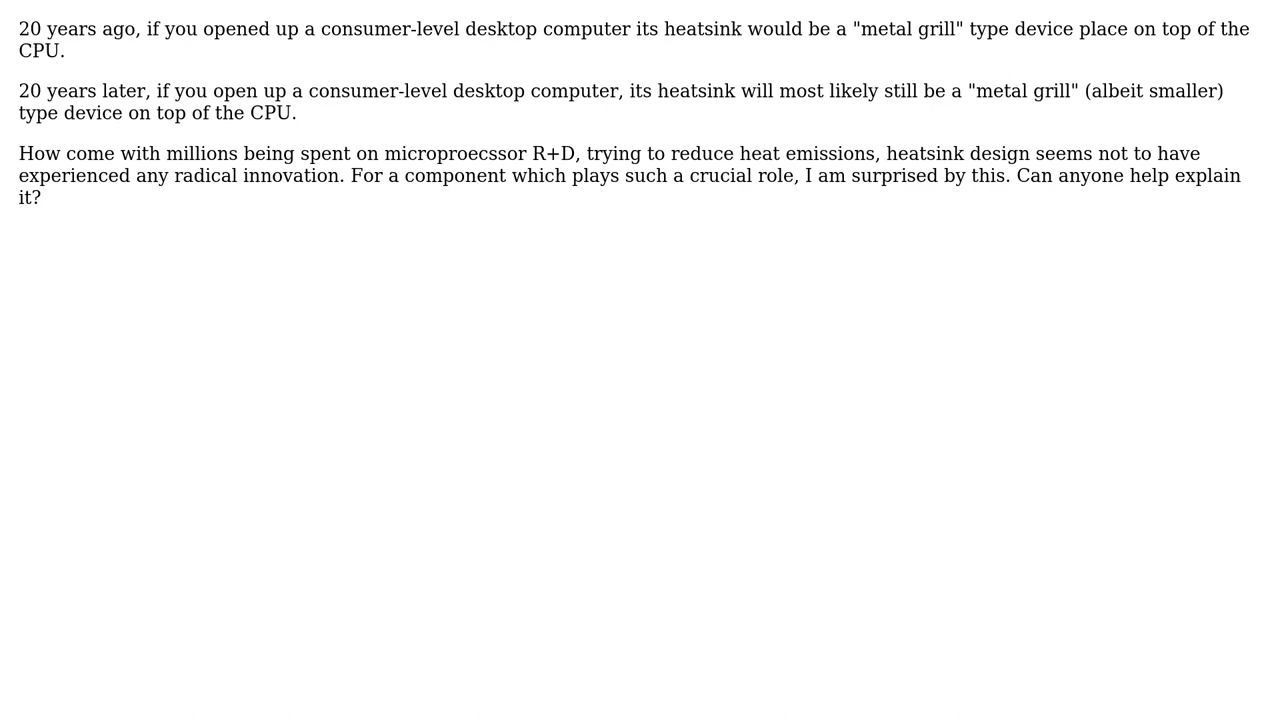 20 years ago, if you opened up a consumer-level desktop computer its heatsink would be a "metal grill" type device place on top of the
CPU.
20 years later, if you open up a consumer-level desktop computer, its heatsink will most likely still be a "metal grill" (albeit smaller)
type device on top of the CPU.
How come with millions being spent on microproecssor R+D, trying to reduce heat emissions, heatsink design seems not to have
experienced any radical innovation. For a component which plays such a crucial role, I am surprised by this. Can anyone help explain
it?